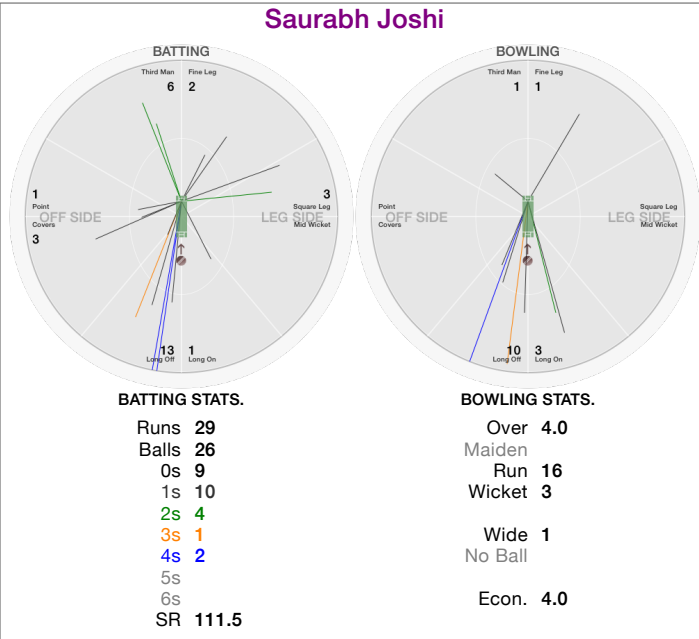 Saurabh Joshi
BATTING
Third Man Fine Leg
6 2
1 3
Point Square Leg
OFF SIDE LEG SIDE
Covers Mid Wicket
3
13 1
Long Off Long On
BATTING STATS.
Runs 29
Balls 26
0s 9
1s 10
2s 4
3s 1
4s 2
5s
6s
SR 111.5
BOWLING
Third Man Fine Leg
1 1
Point Square Leg
OFF SIDE LEG SIDE
Covers Mid Wicket
10 3
Long Off Long On
BOWLING STATS.
Over 4.0
Maiden
Run 16
Wicket 3
Wide 1
No Ball
Econ. 4.0